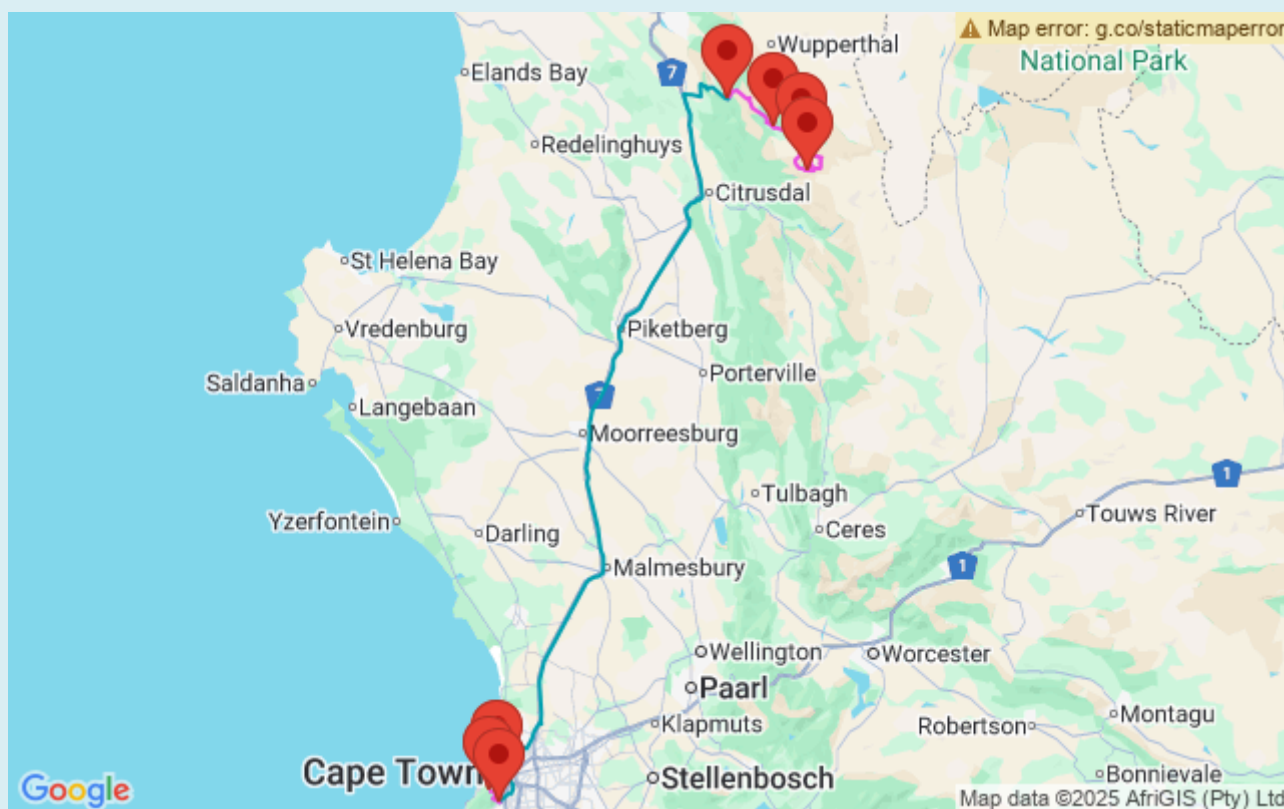 ⚠ Map error: g.co/staticmaperror
Wupperthal
7
National Park
Elands Bay
Redelinghuys
Citrusdal
St Helena Bay
Vredenburg
Piketberg
Porterville
Saldanha
Langebaan
7
Moorreesburg
1
Tulbagh
Touws River
Yzerfontein
Darling
Ceres
Malmesbury
1
Wellington
Worcester
Paarl
Klapmuts
Robertson
Montagu
Cape Town
Stellenbosch
Bonnievale
Google
Map data ©2025 AfriGIS (Pty) Ltd